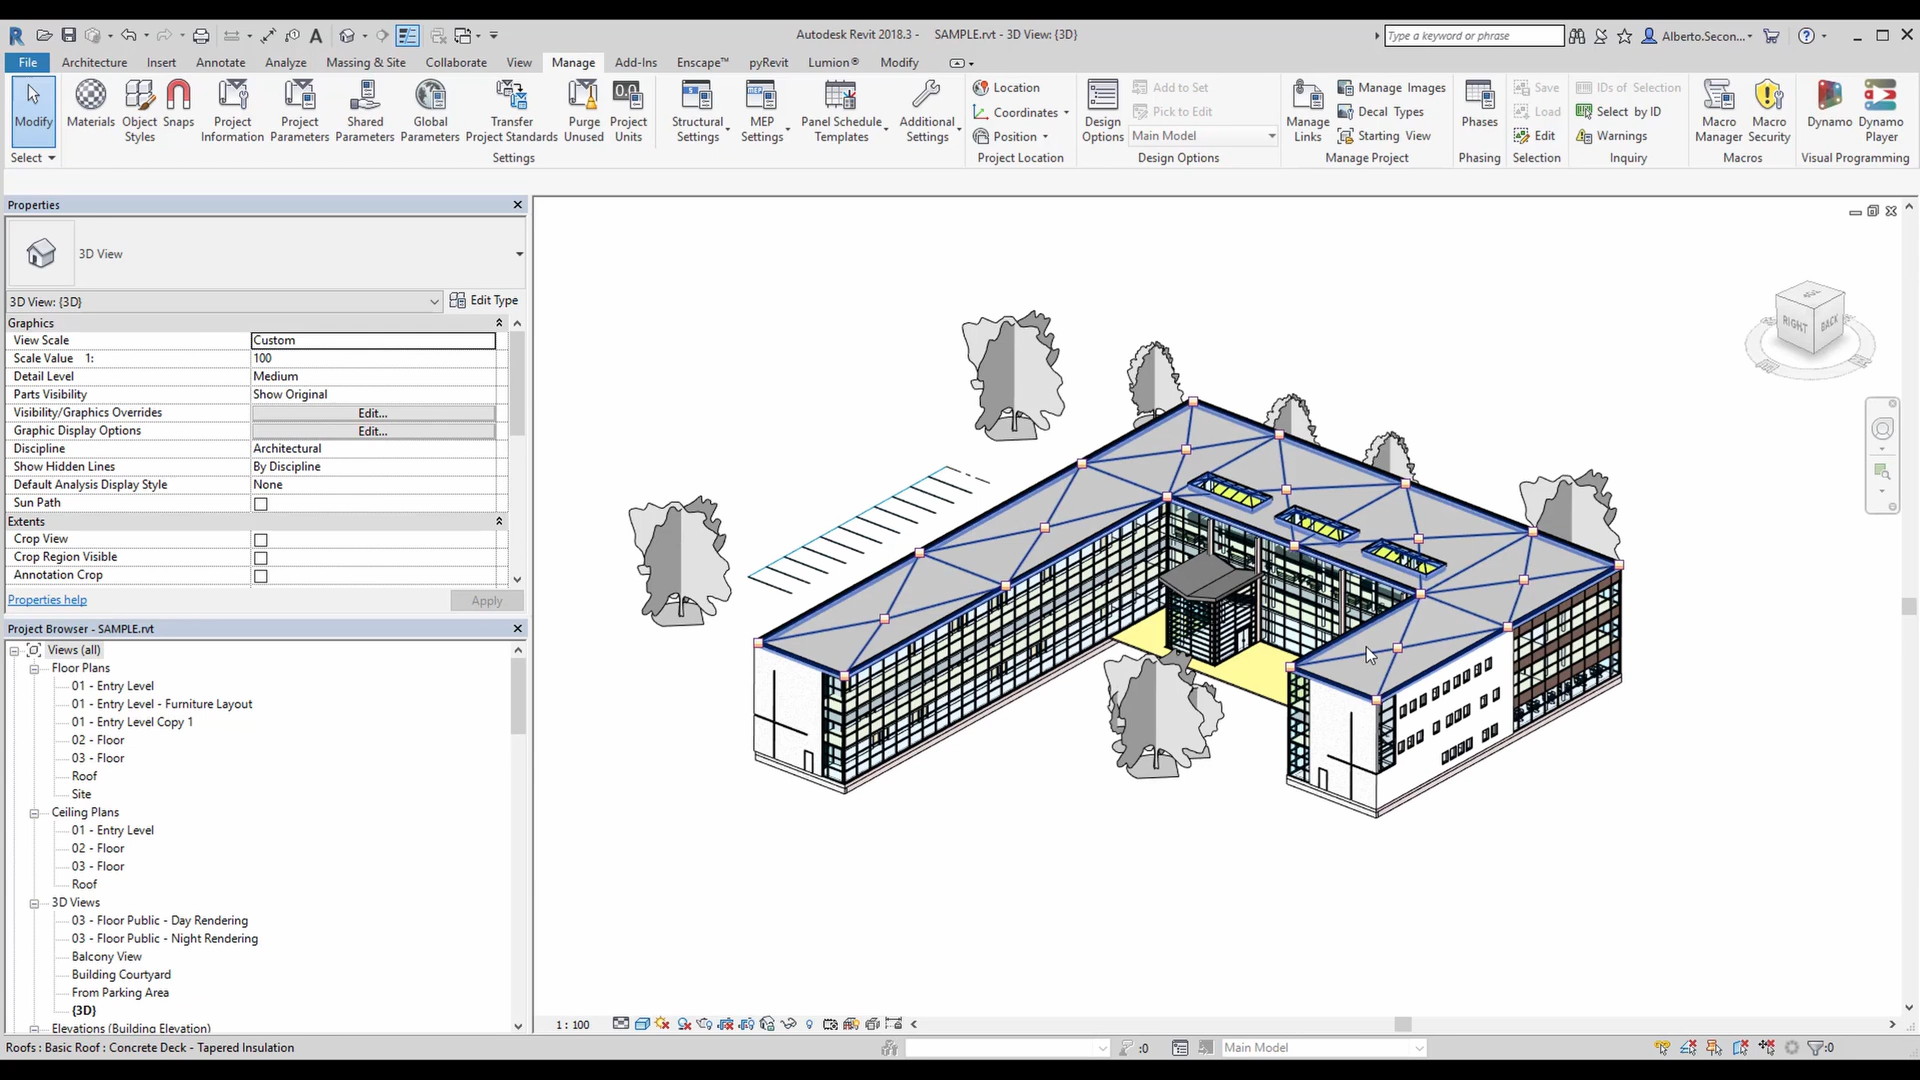 Autodesk Revit 2018.3 - SAMPLE.rvt - 3D View: {3D}
Type a keyword or phrase
Alberto.Secon...
File Architecture Insert Annotate Analyze Massing & Site Collaborate View Manage Add-Ins Enscape™ pyRevit Lumion® Modify
Modify
Materials
Object Styles
Snaps
Project Information
Project Parameters
Shared Parameters
Global Parameters
Transfer Project Standards
Purge Unused
Project Units
Structural Settings
MEP Settings
Panel Schedule Templates
Additional Settings
Location
Coordinates
Position
Design Options
Add to Set
Pick to Edit
Main Model
Manage Links
Manage Images
Decal Types
Starting View
Phases
Save
Load
Edit
IDs of Selection
Select by ID
Warnings
Macro Manager
Macro Security
Dynamo
Dynamo Player
Select
Settings
Project Location
Design Options
Manage Project
Phasing
Selection
Inquiry
Macros
Visual Programming
Properties
3D View
3D View: {3D}
Edit Type
Graphics
View Scale Custom
Scale Value 1: 100
Detail Level Medium
Parts Visibility Show Original
Visibility/Graphics Overrides Edit...
Graphic Display Options Edit...
Discipline Architectural
Show Hidden Lines By Discipline
Default Analysis Display Style None
Sun Path
Extents
Crop View
Crop Region Visible
Annotation Crop
Properties help
Apply
Project Browser - SAMPLE.rvt
Views (all)
Floor Plans
01 - Entry Level
01 - Entry Level - Furniture Layout
01 - Entry Level Copy 1
02 - Floor
03 - Floor
Roof
Site
Ceiling Plans
01 - Entry Level
02 - Floor
03 - Floor
Roof
3D Views
03 - Floor Public - Day Rendering
03 - Floor Public - Night Rendering
Balcony View
Building Courtyard
From Parking Area
{3D}
Elevations (Building Elevation)
RIGHT
BACK
1 : 100
Roofs : Basic Roof : Concrete Deck - Tapered Insulation
:0
Main Model
:0